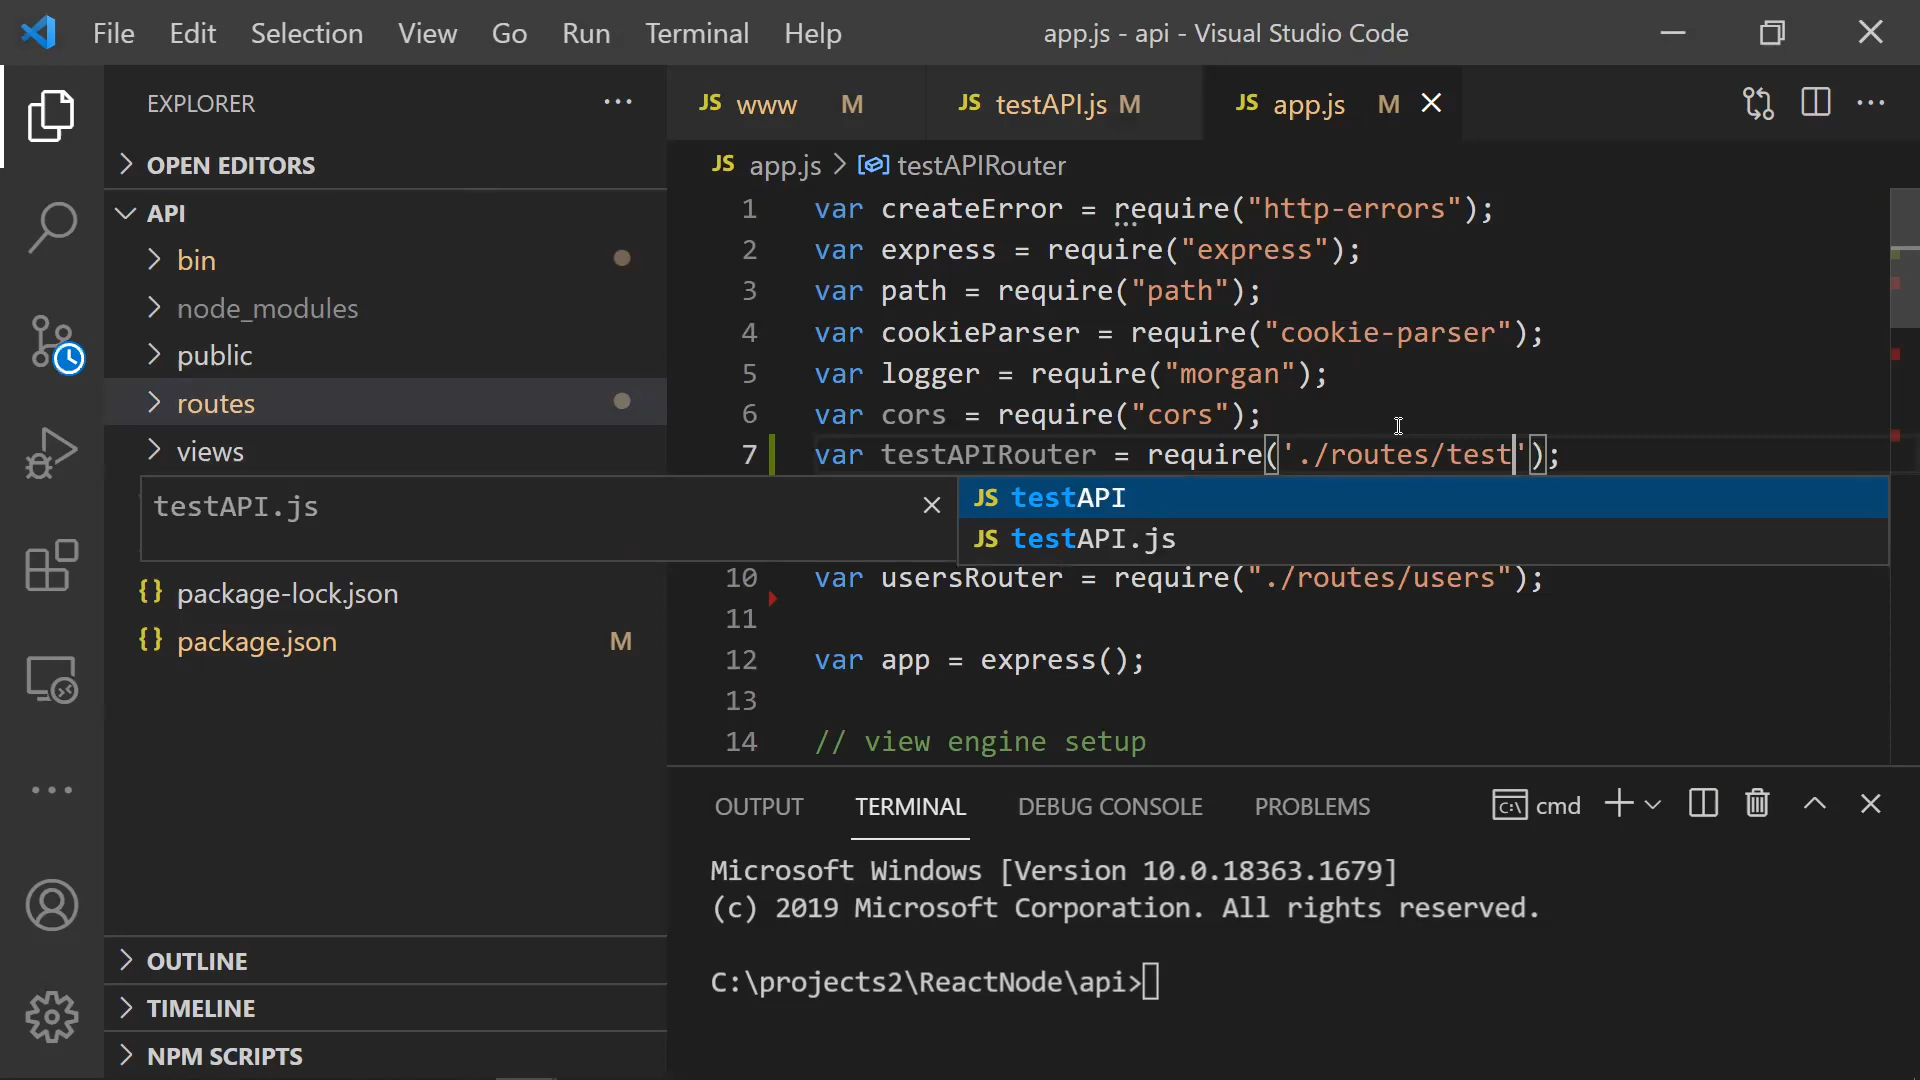 File Edit Selection View Go Run Terminal Help
app.js - api - Visual Studio Code
EXPLORER
OPEN EDITORS
API
bin
node_modules
public
routes
views
testAPI.js
{} package-lock.json
{} package.json M
OUTLINE
TIMELINE
NPM SCRIPTS
JS www M
JS testAPI.js M
JS app.js M
JS app.js > testAPIRouter
1 var createError = require("http-errors");
2 var express = require("express");
3 var path = require("path");
4 var cookieParser = require("cookie-parser");
5 var logger = require("morgan");
6 var cors = require("cors");
7 var testAPIRouter = require('./routes/test');
JS testAPI
JS testAPI.js
10 var usersRouter = require("./routes/users");
11
12 var app = express();
13
14 // view engine setup
OUTPUT TERMINAL DEBUG CONSOLE PROBLEMS
cmd
Microsoft Windows [Version 10.0.18363.1679]
(c) 2019 Microsoft Corporation. All rights reserved.
C:\projects2\ReactNode\api>